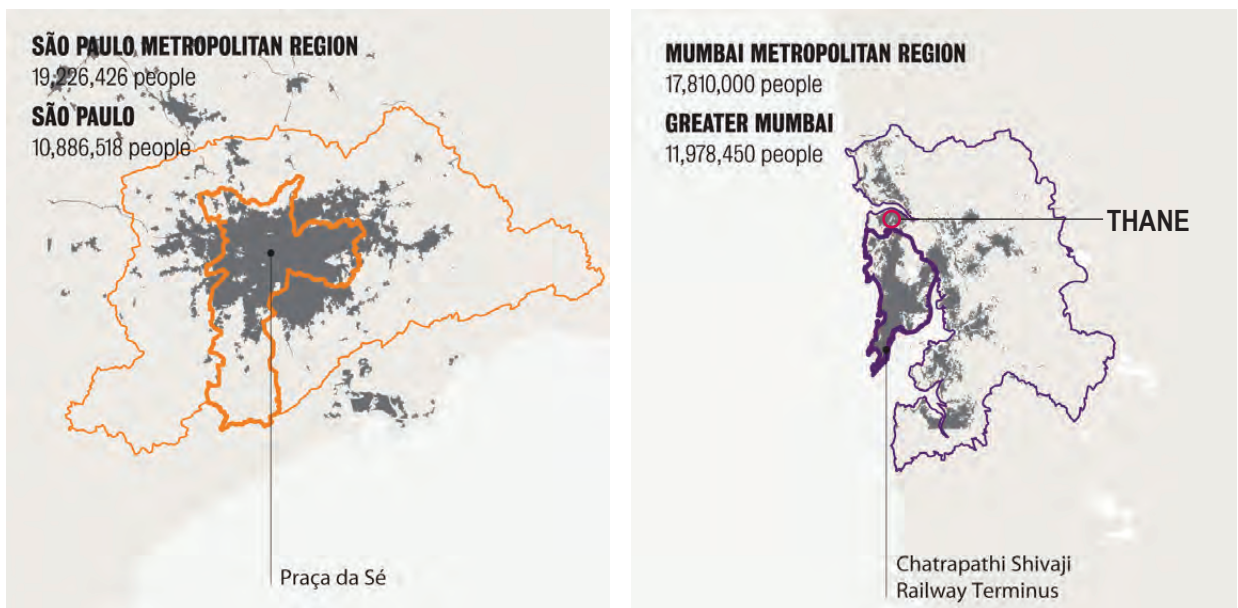 SÃO PAULO METROPOLITAN REGION
19,226,426 people
SÃO PAULO
10,886,518 people
Praça da Sé
MUMBAI METROPOLITAN REGION
17,810,000 people
GREATER MUMBAI
11,978,450 people
THANE
Chatrapathi Shivaji
Railway Terminus